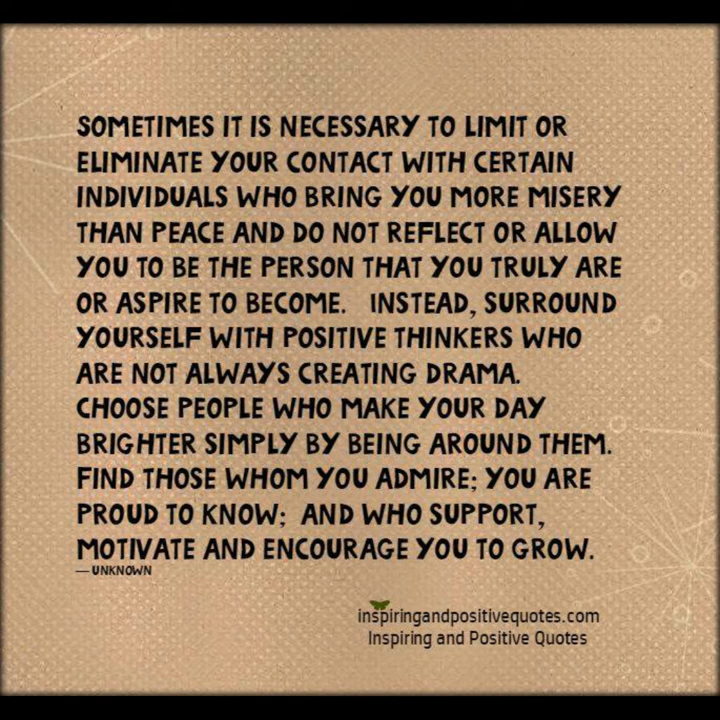 SOMETIMES IT IS NECESSARY TO LIMIT OR
ELIMINATE YOUR CONTACT WITH CERTAIN
INDIVIDUALS WHO BRING YOU MORE MISERY
THAN PEACE AND DO NOT REFLECT OR ALLOW
YOU TO BE THE PERSON THAT YOU TRULY ARE
OR ASPIRE TO BECOME. INSTEAD, SURROUND
YOURSELF WITH POSITIVE THINKERS WHO
ARE NOT ALWAYS CREATING DRAMA.
CHOOSE PEOPLE WHO MAKE YOUR DAY
BRIGHTER SIMPLY BY BEING AROUND THEM.
FIND THOSE WHOM YOU ADMIRE; YOU ARE
PROUD TO KNOW; AND WHO SUPPORT,
MOTIVATE AND ENCOURAGE YOU TO GROW.
— UNKNOWN
inspiringandpositivequotes.com
Inspiring and Positive Quotes